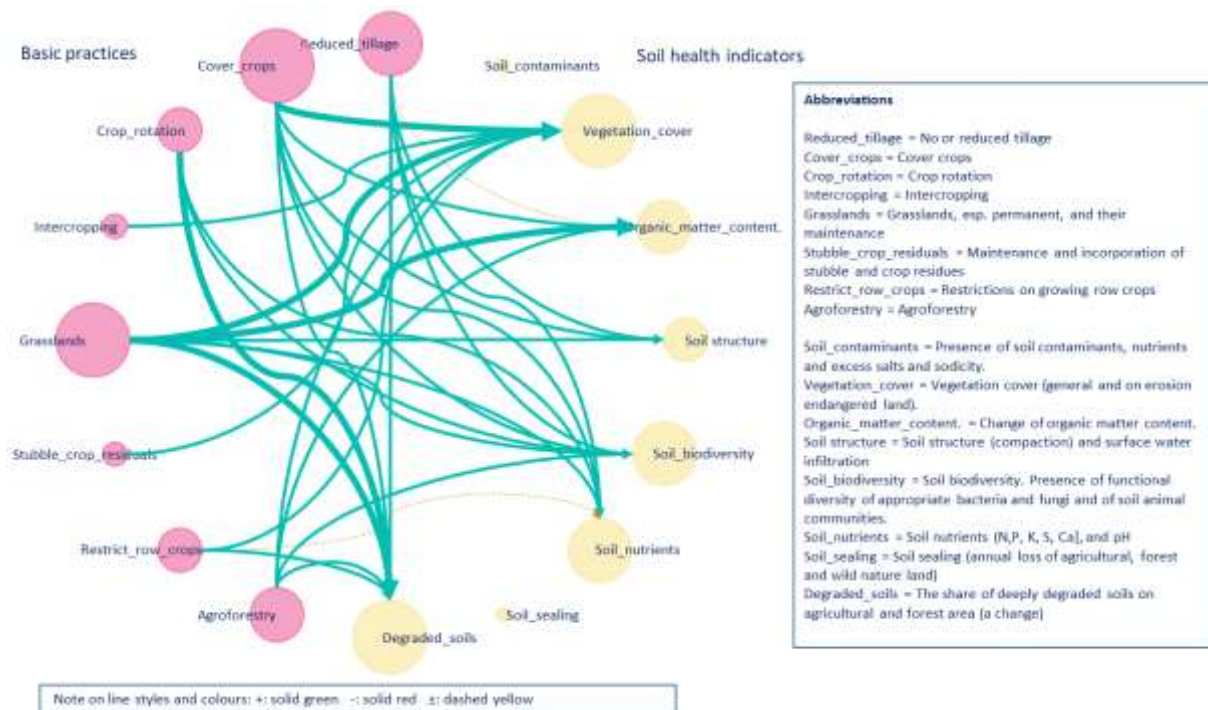 Basic practices
Soil health indicators
Reduced_tillage
Cover_crops
Soil_contaminants
Vegetation_cover
Crop_rotation
Intercropping
Organic_matter_content.
Grasslands
Soil structure
Stubble_crop_residuals
Soil_biodiversity
Restrict_row_crops
Soil_nutrients
Agroforestry
Soil_sealing
Degraded_soils
Abbreviations
Reduced_tillage = No or reduced tillage
Cover_crops = Cover crops
Crop_rotation = Crop rotation
Intercropping = Intercropping
Grasslands = Grasslands, esp. permanent, and their
maintenance
Stubble_crop_residuals = Maintenance and incorporation of
stubble and crop residues
Restrict_row_crops = Restrictions on growing row crops
Agroforestry = Agroforestry
Soil_contaminants = Presence of soil contaminants, nutrients
and excess salts and sodicity.
Vegetation_cover = Vegetation cover (general and on erosion
endangered land).
Organic_matter_content. = Change of organic matter content.
Soil structure = Soil structure (compaction) and surface water
infiltration
Soil_biodiversity = Soil biodiversity. Presence of functional
diversity of appropriate bacteria and fungi and of soil animal
communities.
Soil_nutrients = Soil nutrients (N,P, K, S, Ca], and pH
Soil_sealing = Soil sealing (annual loss of agricultural, forest
and wild nature land)
Degraded_soils = The share of deeply degraded soils on
agricultural and forest area (a change)
Note on line styles and colours: +: solid green -: solid red ±: dashed yellow